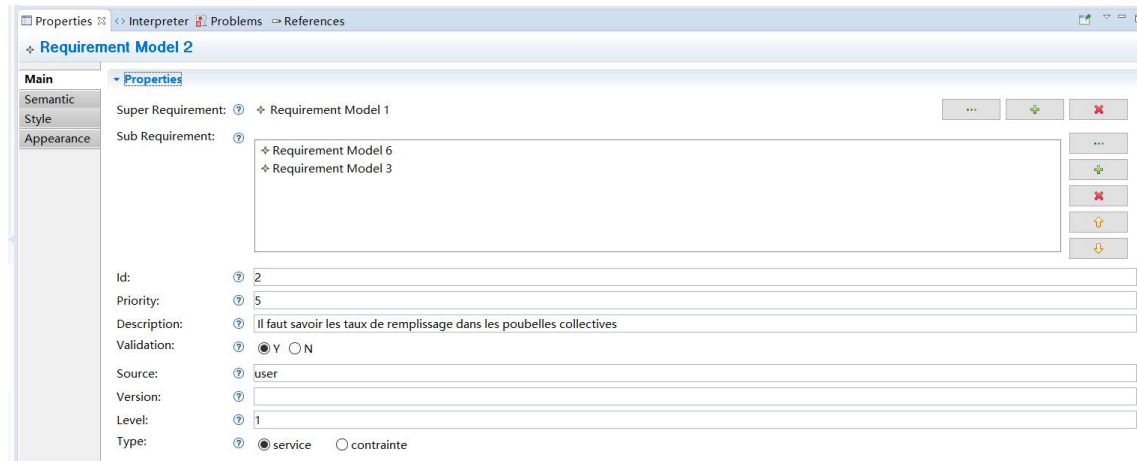 Properties Interpreter Problems References
Requirement Model 2
Main
Properties
Semantic
Style
Appearance
Super Requirement: Requirement Model 1
Sub Requirement:
Requirement Model 6
Requirement Model 3
Id: 2
Priority: 5
Description: Il faut savoir les taux de remplissage dans les poubelles collectives
Validation: Y N
Source: user
Version:
Level: 1
Type: service contrainte